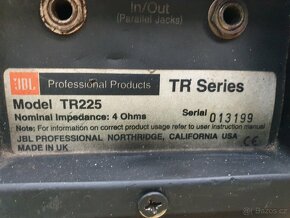 In/Out
(Parallel Jacks)
JBL Professional Products TR Series
Model TR225 Serial 013199
Nominal Impedance: 4 Ohms
Note: For information on correct product usage refer to user instruction manual
JBL PROFESSIONAL NORTHRIDGE, CALIFORNIA USA
MADE IN UK CE